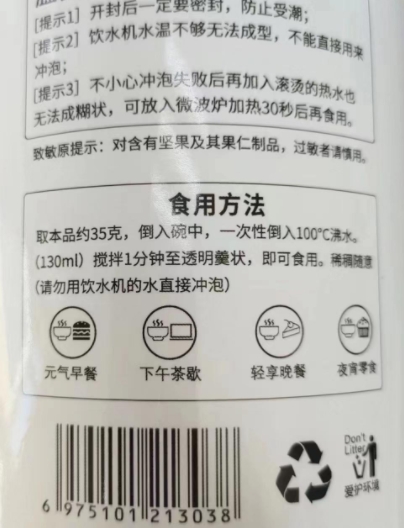 [提示1] 开封后一定要密封，防止受潮；
[提示2] 饮水机水温不够无法成型，不能直接用来
冲泡；
[提示3] 不小心冲泡失败后再加入滚烫的热水也
无法成糊状，可放入微波炉加热30秒后再食用。
致敏原提示：对含有坚果及其果仁制品，过敏者请慎用。
食用方法
取本品约35克，倒入碗中，一次性倒入100℃沸水。
（130ml）搅拌1分钟至透明羹状，即可食用。稀稠随意
（请勿用饮水机的水直接冲泡）
元气早餐 下午茶歇 轻享晚餐 夜宵零食
Don't
Litter
爱护环境
6 975101 213038